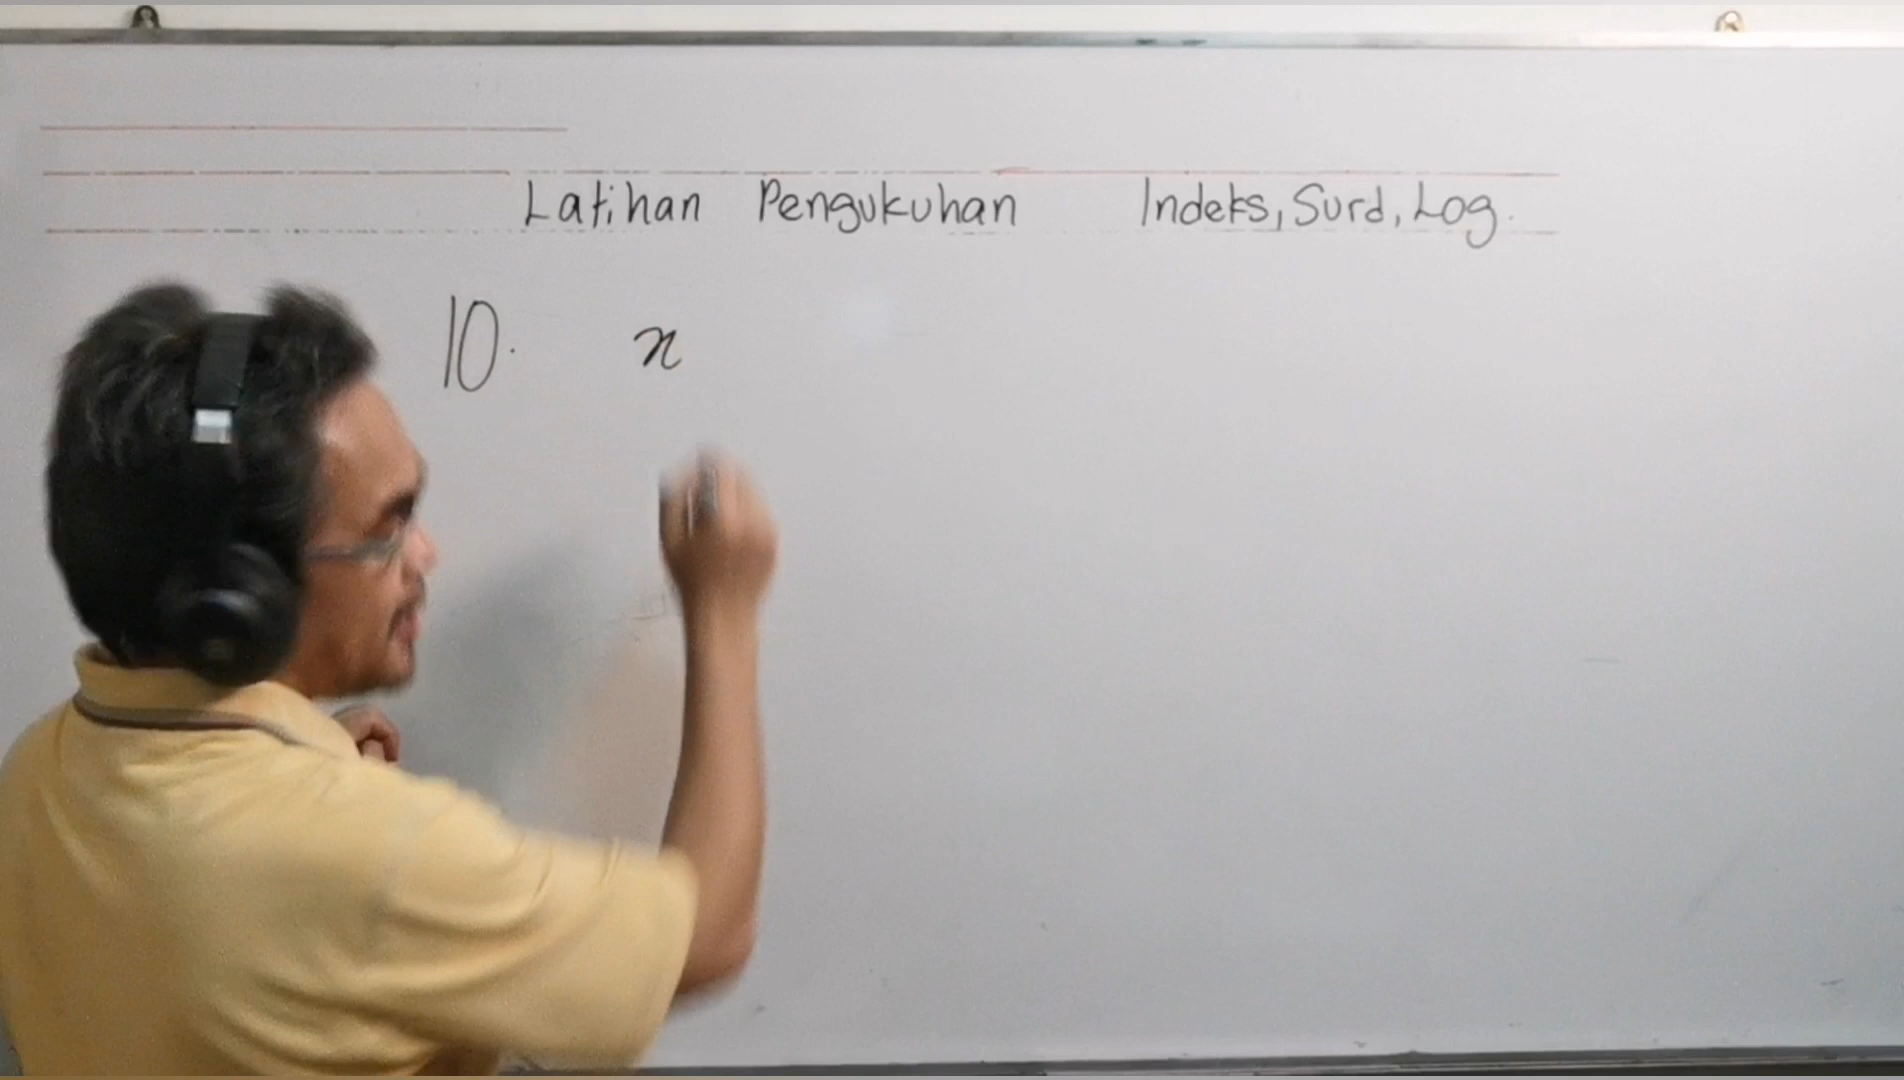 Latihan Pengukuhan Indeks, Surd, Log.
10. x